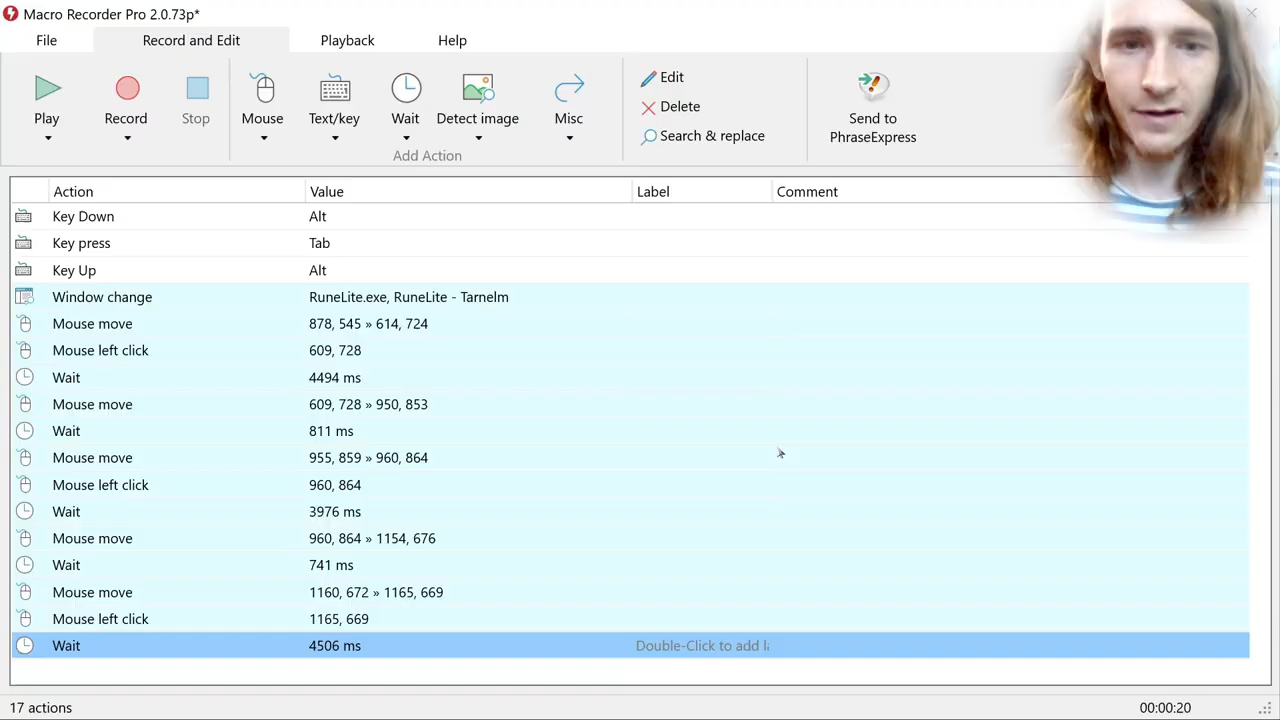 Macro Recorder Pro 2.0.73p*
File Record and Edit Playback Help
Play Record Stop Mouse Text/key Wait Detect image Misc
Add Action
Edit
Delete
Search & replace
Send to
PhraseExpress
Action Value Label Comment
Key Down Alt
Key press Tab
Key Up Alt
Window change RuneLite.exe, RuneLite - Tarnelm
Mouse move 878, 545 » 614, 724
Mouse left click 609, 728
Wait 4494 ms
Mouse move 609, 728 » 950, 853
Wait 811 ms
Mouse move 955, 859 » 960, 864
Mouse left click 960, 864
Wait 3976 ms
Mouse move 960, 864 » 1154, 676
Wait 741 ms
Mouse move 1160, 672 » 1165, 669
Mouse left click 1165, 669
Wait 4506 ms Double-Click to add l
17 actions 00:00:20